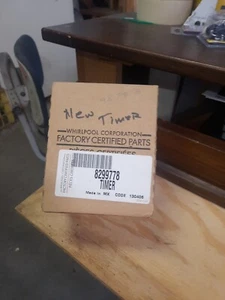 New Timer
WHIRLPOOL CORPORATION
FACTORY CERTIFIED PARTS
8299778
TIMER
Made in MX